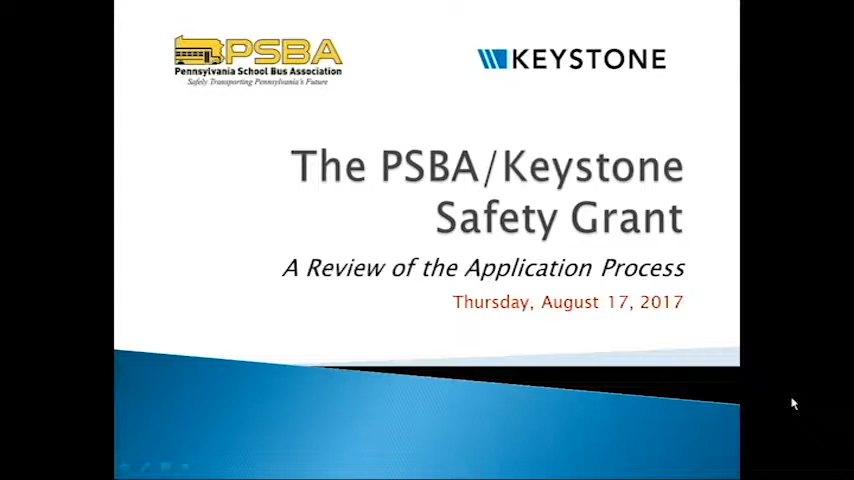 PSBA
Pennsylvania School Bus Association
Safely Transporting Pennsylvania's Future
KEYSTONE
The PSBA/Keystone
Safety Grant
A Review of the Application Process
Thursday, August 17, 2017